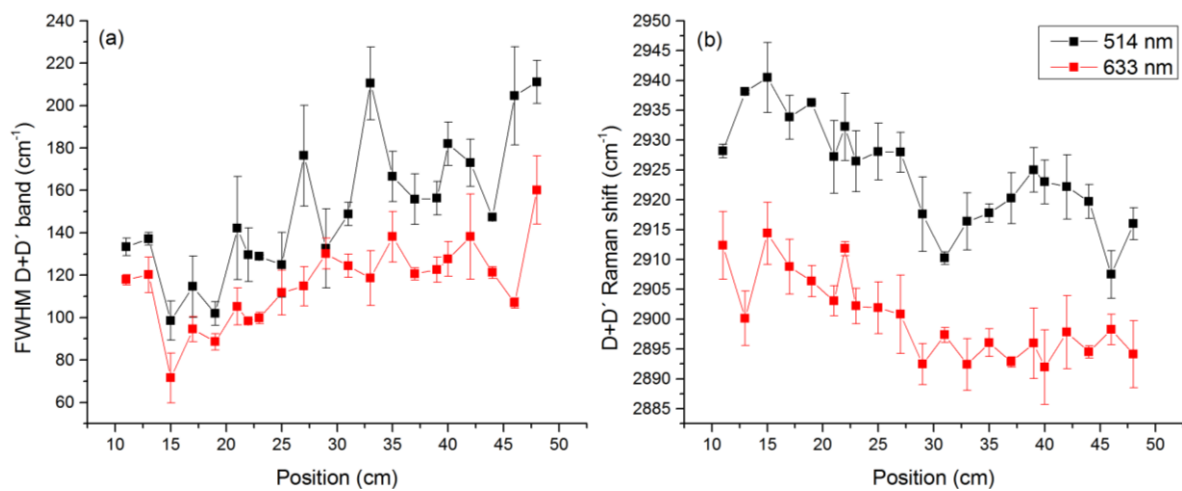 (a)
FWHM D+D´ band (cm-1)
240
220
200
180
160
140
120
100
80
60
10 15 20 25 30 35 40 45 50
Position (cm)
(b)
514 nm
633 nm
D+D´ Raman shift (cm-1)
2950
2945
2940
2935
2930
2925
2920
2915
2910
2905
2900
2895
2890
2885
10 15 20 25 30 35 40 45 50
Position (cm)